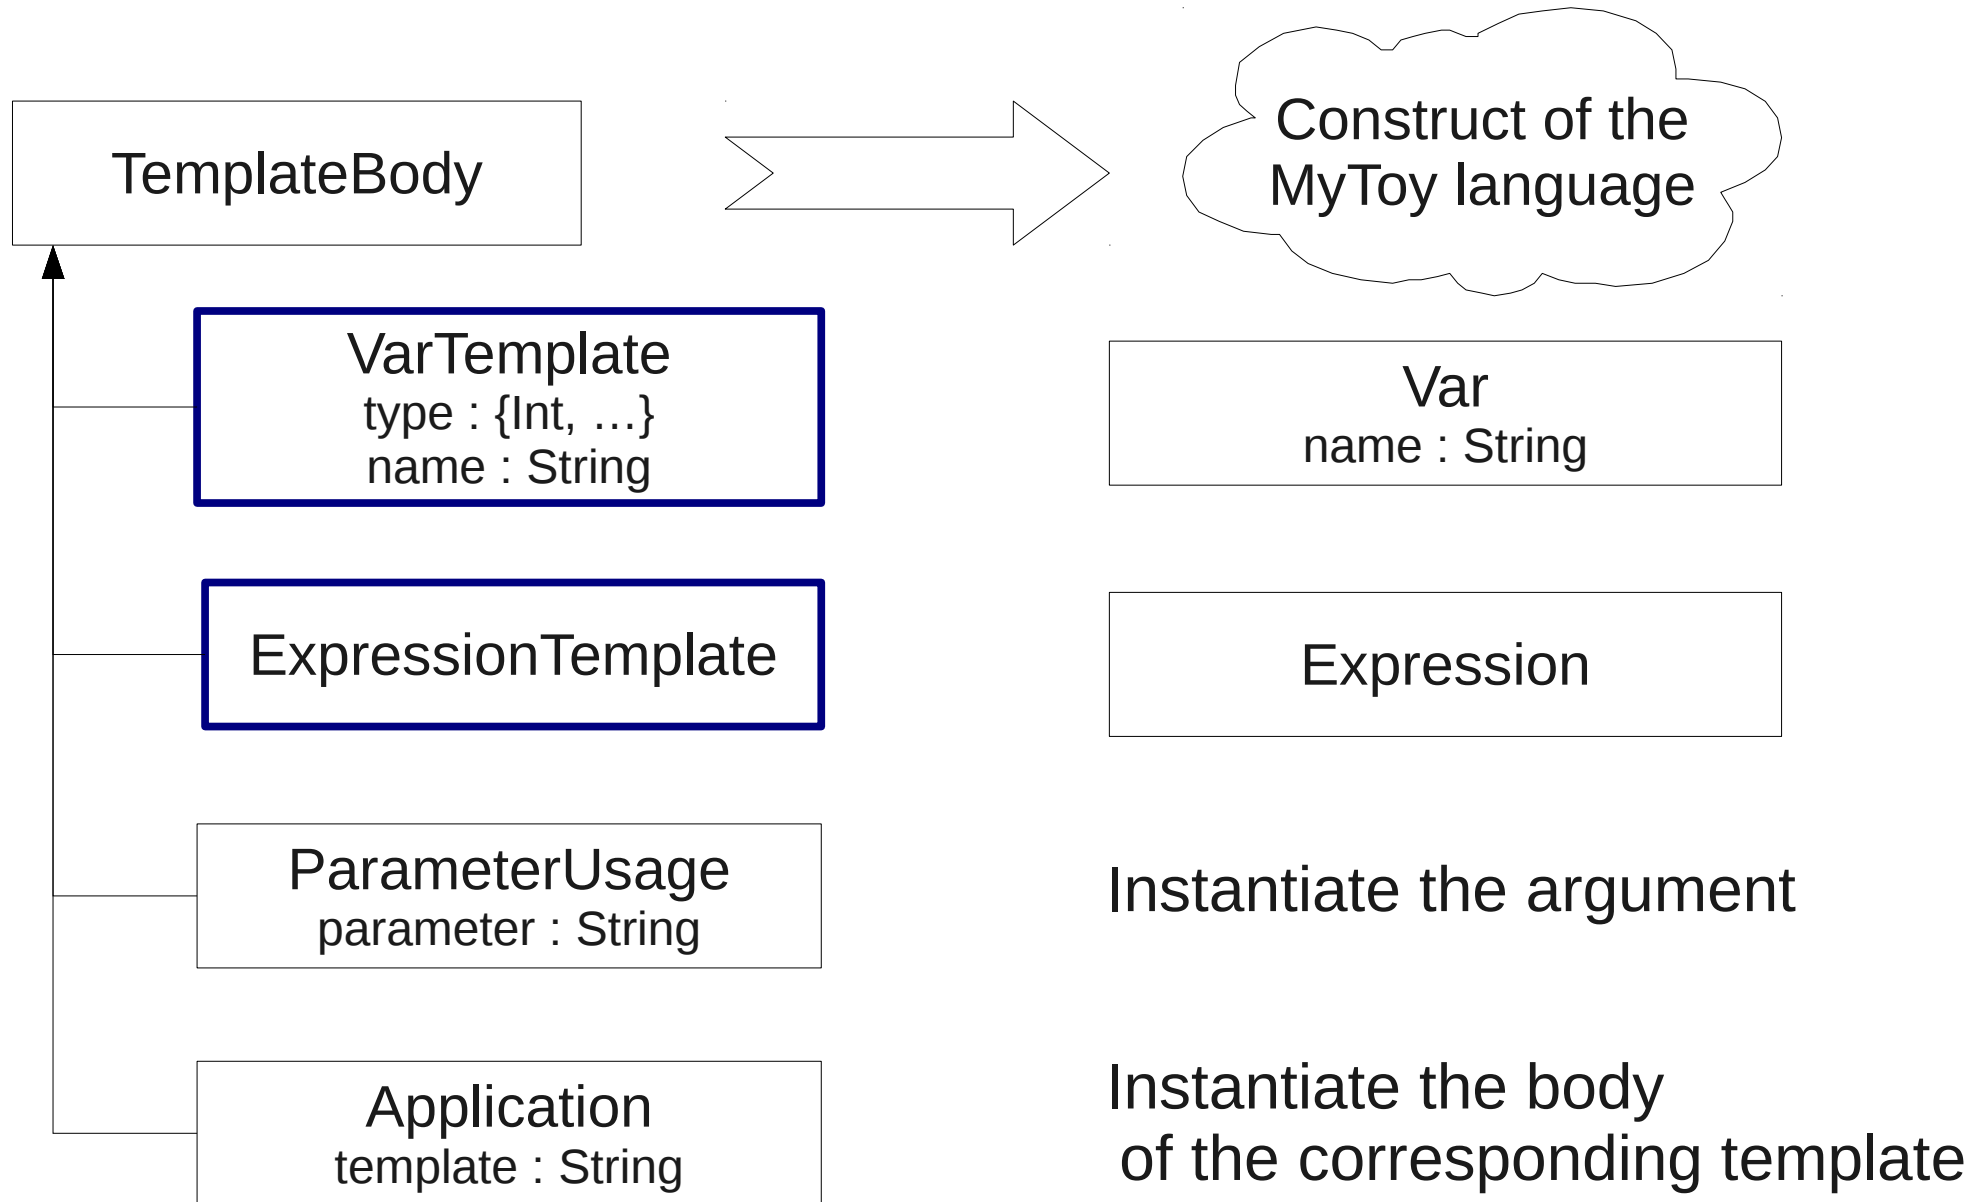 TemplateBody
Construct of the
MyToy language
VarTemplate
type : {Int, …}
name : String
Var
name : String
ExpressionTemplate
Expression
ParameterUsage
parameter : String
Instantiate the argument
Application
template : String
Instantiate the body
of the corresponding template